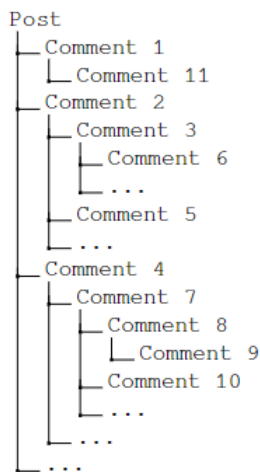 Post
Comment 1
Comment 11
Comment 2
Comment 3
Comment 6
...
Comment 5
...
Comment 4
Comment 7
Comment 8
Comment 9
Comment 10
...
...
...